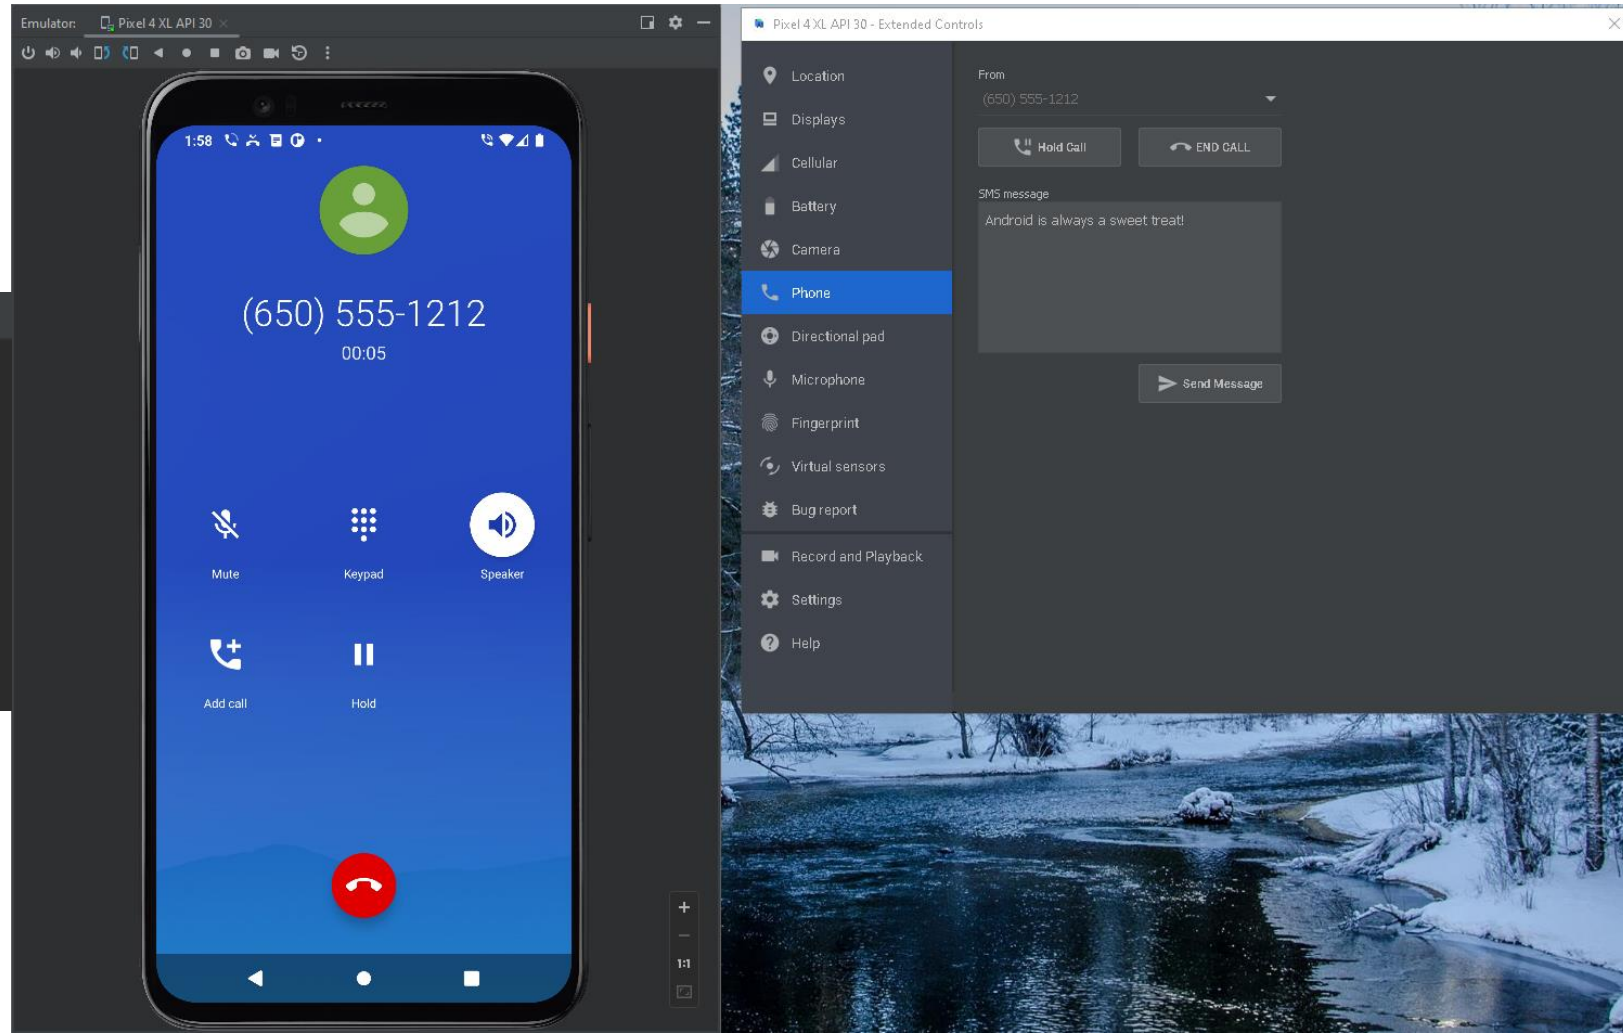 Emulator:
Pixel 4 XL API 30
1:58
(650) 555-1212
00:05
Mute
Keypad
Speaker
Add call
Hold
1:1
Pixel 4 XL API 30 - Extended Controls
Location
Displays
Cellular
Battery
Camera
Phone
Directional pad
Microphone
Fingerprint
Virtual sensors
Bug report
Record and Playback
Settings
Help
From
(650) 555-1212
Hold Call
END CALL
SMS message
Android is always a sweet treat!
Send Message